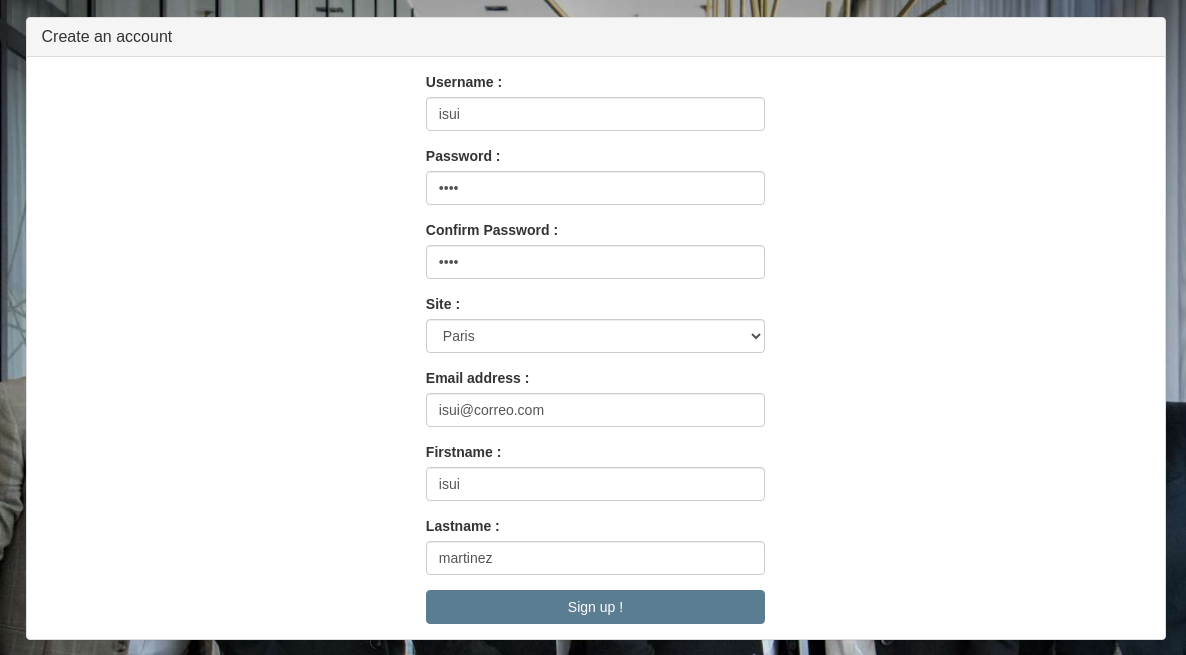 Create an account
Username :
isui
Password :
••••
Confirm Password :
••••
Site :
Paris
Email address :
isui@correo.com
Firstname :
isui
Lastname :
martinez
Sign up !